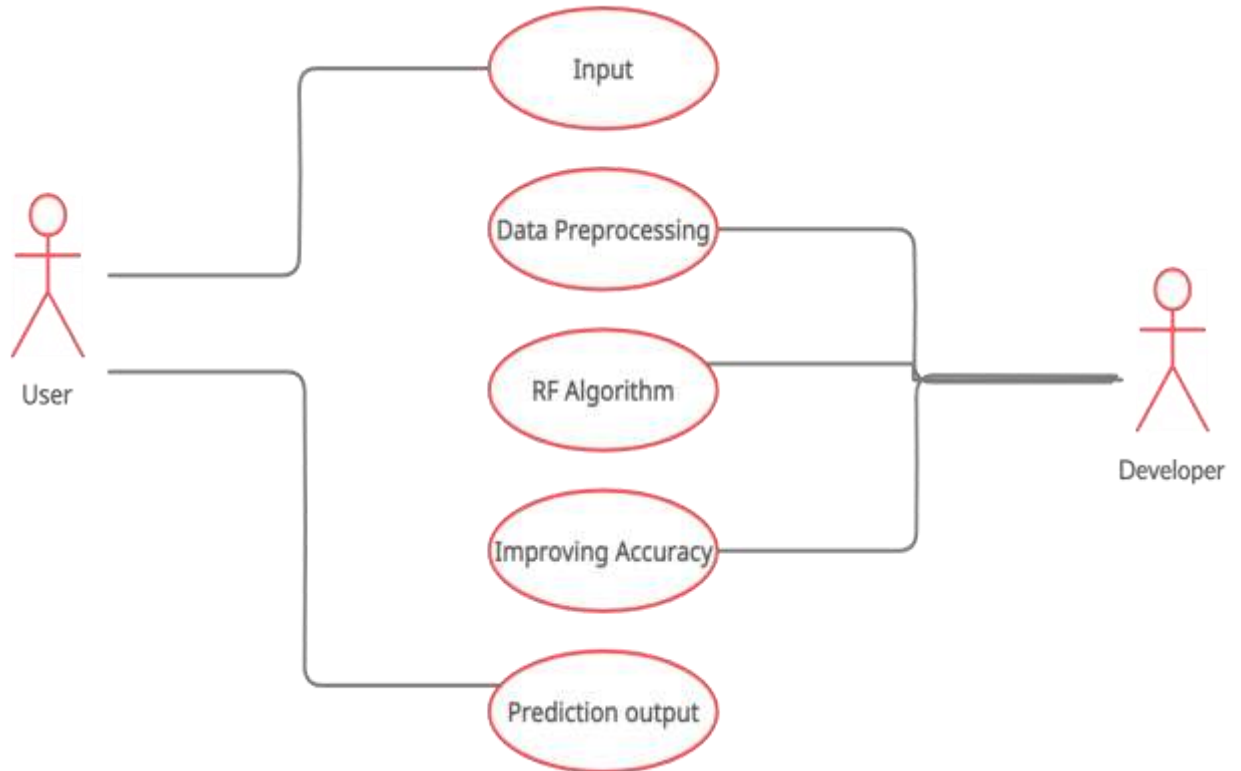 Input
Data Preprocessing
RF Algorithm
User
Developer
Improving Accuracy
Prediction output